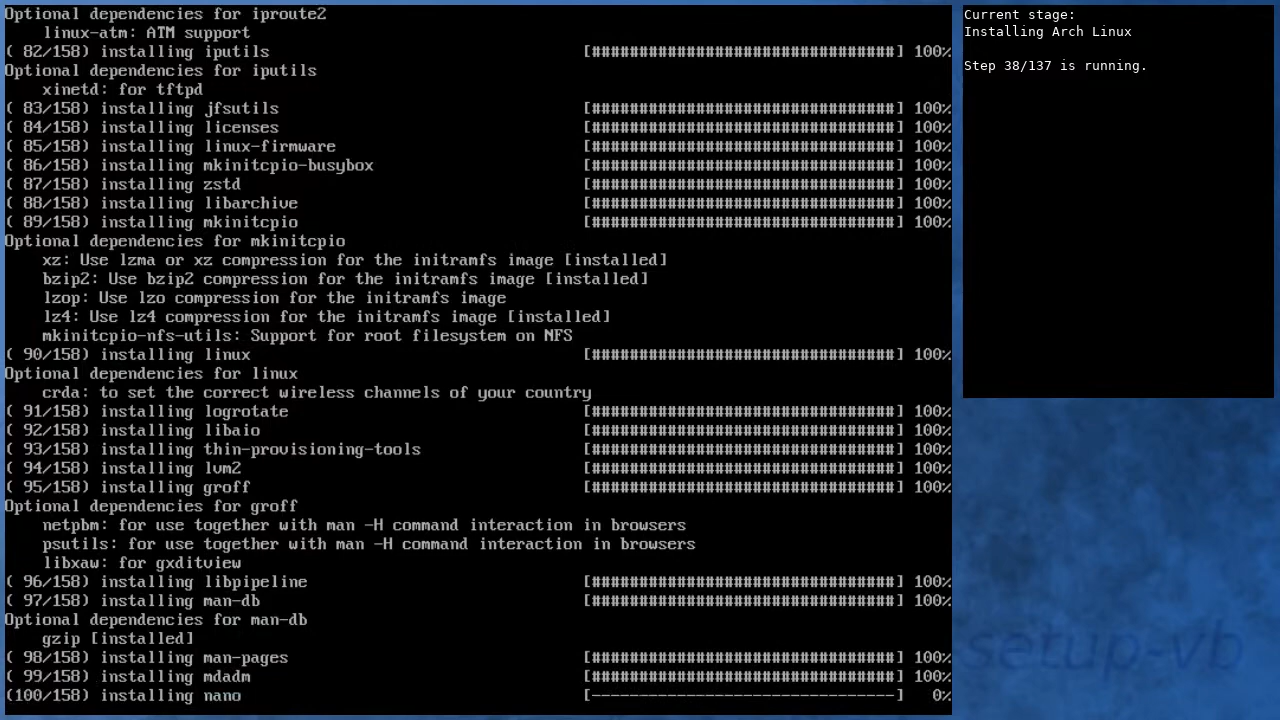 Optional dependencies for iproute2
    linux-atm: ATM support
( 82/158) installing iputils                                   [################################] 100%
Optional dependencies for iputils
    xinetd: for tftpd
( 83/158) installing jfsutils                                  [################################] 100%
( 84/158) installing licenses                                  [################################] 100%
( 85/158) installing linux-firmware                            [################################] 100%
( 86/158) installing mkinitcpio-busybox                        [################################] 100%
( 87/158) installing zstd                                      [################################] 100%
( 88/158) installing libarchive                                [################################] 100%
( 89/158) installing mkinitcpio                                [################################] 100%
Optional dependencies for mkinitcpio
    xz: Use lzma or xz compression for the initramfs image [installed]
    bzip2: Use bzip2 compression for the initramfs image [installed]
    lzop: Use lzo compression for the initramfs image
    lz4: Use lz4 compression for the initramfs image [installed]
    mkinitcpio-nfs-utils: Support for root filesystem on NFS
( 90/158) installing linux                                     [################################] 100%
Optional dependencies for linux
    crda: to set the correct wireless channels of your country
( 91/158) installing logrotate                                 [################################] 100%
( 92/158) installing libaio                                    [################################] 100%
( 93/158) installing thin-provisioning-tools                   [################################] 100%
( 94/158) installing lvm2                                      [################################] 100%
( 95/158) installing groff                                     [################################] 100%
Optional dependencies for groff
    netpbm: for use together with man -H command interaction in browsers
    psutils: for use together with man -H command interaction in browsers
    libxaw: for gxditview
( 96/158) installing libpipeline                               [################################] 100%
( 97/158) installing man-db                                    [################################] 100%
Optional dependencies for man-db
    gzip [installed]
( 98/158) installing man-pages                                 [################################] 100%
( 99/158) installing mdadm                                     [################################] 100%
(100/158) installing nano                                      [--------------------------------]   0%
Current stage:
Installing Arch Linux
Step 38/137 is running.
setup-vb